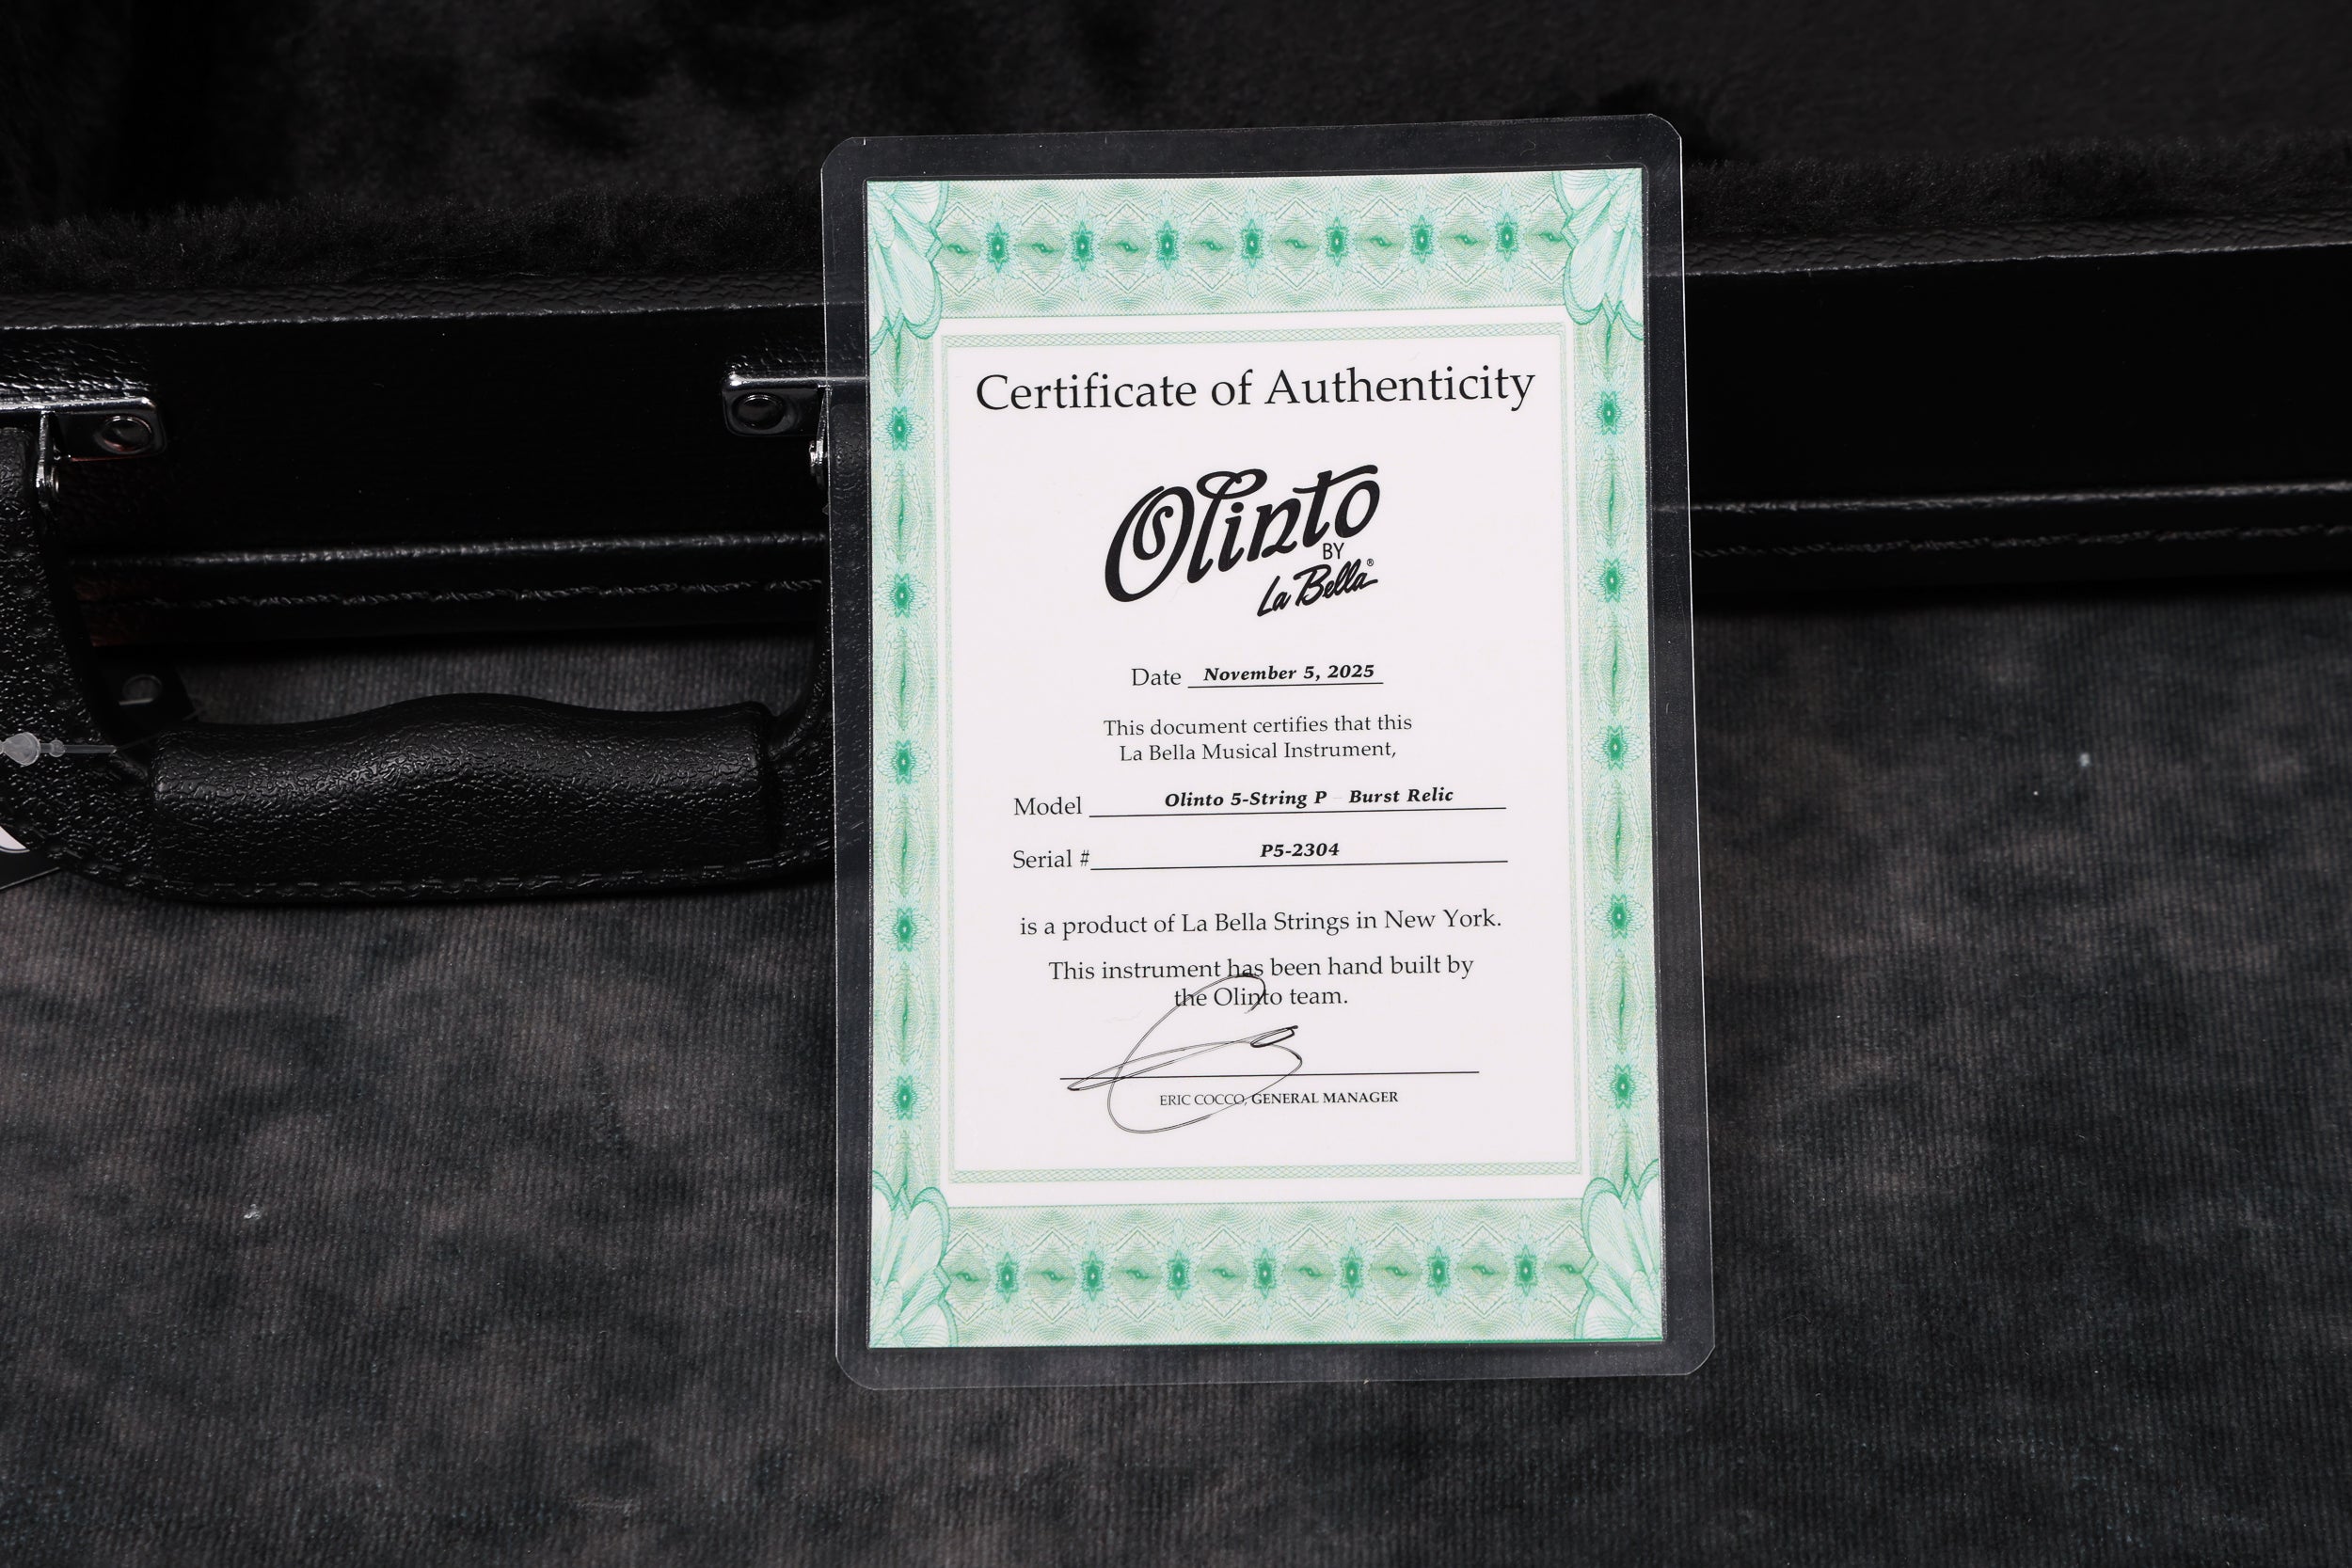 Certificate of Authenticity
Olinto
BY
La Bella®
Date November 5, 2025
This document certifies that this
La Bella Musical Instrument,
Model Olinto 5-String P – Burst Relic
Serial # P5-2304
is a product of La Bella Strings in New York.
This instrument has been hand built by
the Olinto team.
ERIC COCCO, GENERAL MANAGER